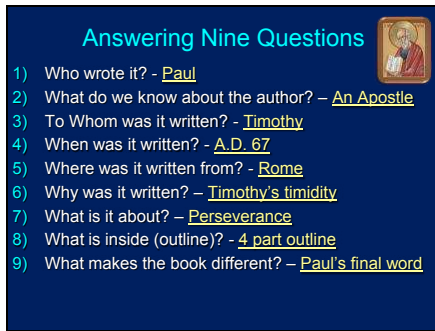 Answering Nine Questions
1) Who wrote it? - Paul
2) What do we know about the author? – An Apostle
3) To Whom was it written? - Timothy
4) When was it written? - A.D. 67
5) Where was it written from? - Rome
6) Why was it written? – Timothy's timidity
7) What is it about? – Perseverance
8) What is inside (outline)? - 4 part outline
9) What makes the book different? – Paul's final word